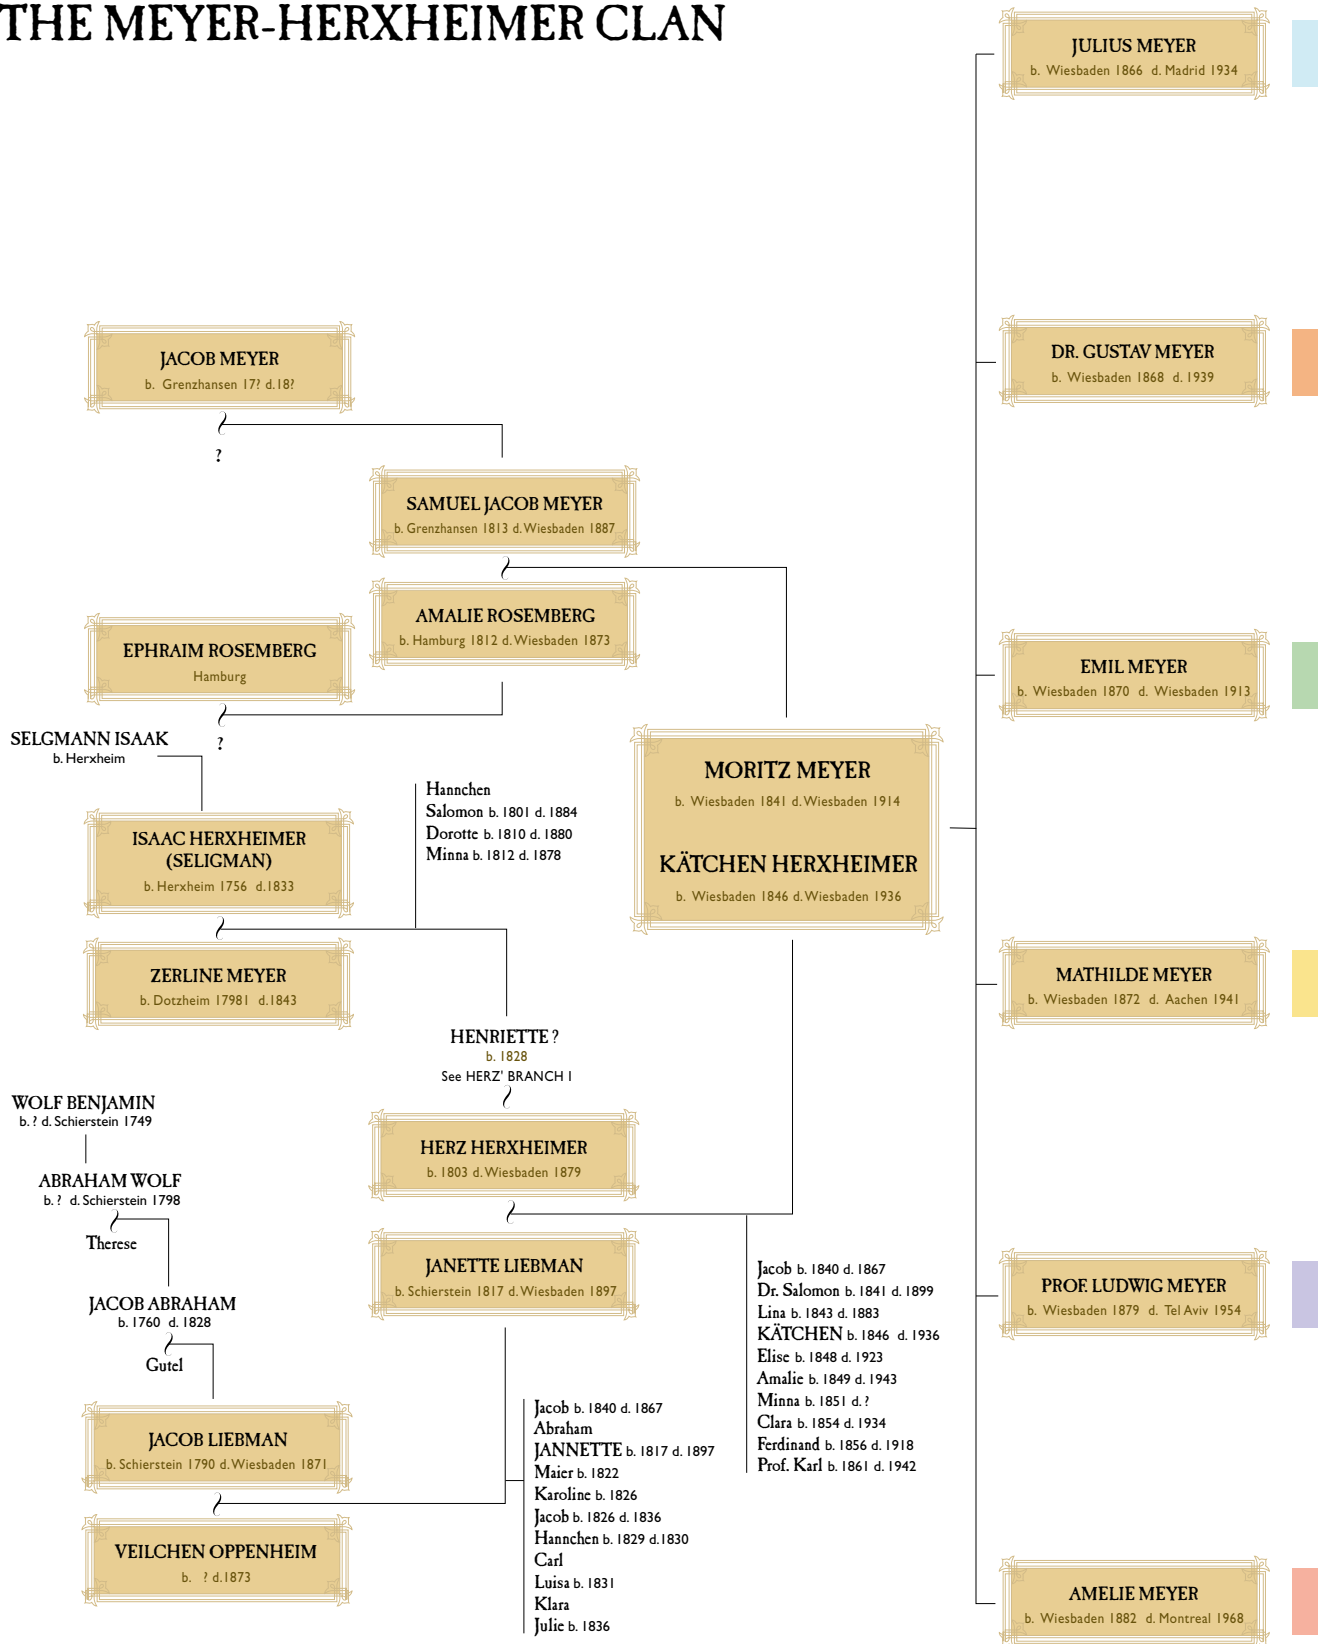 THE MEYER-HERXHEIMER CLAN
JULIUS MEYER
b. Wiesbaden 1866 d. Madrid 1934
JACOB MEYER
b. Grenzhansen 17? d.18?
?
DR. GUSTAV MEYER
b. Wiesbaden 1868 d. 1939
SAMUEL JACOB MEYER
b. Grenzhansen 1813 d. Wiesbaden 1887
AMALIE ROSEMBERG
b. Hamburg 1812 d. Wiesbaden 1873
EPHRAIM ROSEMBERG
Hamburg
?
EMIL MEYER
b. Wiesbaden 1870 d. Wiesbaden 1913
SELGMANN ISAAK
b. Herxheim
ISAAC HERXHEIMER
(SELIGMAN)
b. Herxheim 1756 d.1833
Hannchen
Salomon b. 1801 d. 1884
Dorotte b. 1810 d. 1880
Minna b. 1812 d. 1878
MORITZ MEYER
b. Wiesbaden 1841 d. Wiesbaden 1914
KÄTCHEN HERXHEIMER
b. Wiesbaden 1846 d. Wiesbaden 1936
ZERLINE MEYER
b. Dotzheim 17981 d.1843
MATHILDE MEYER
b. Wiesbaden 1872 d. Aachen 1941
HENRIETTE ?
b. 1828
See HERZ' BRANCH I
WOLF BENJAMIN
b. ? d. Schierstein 1749
ABRAHAM WOLF
b. ? d. Schierstein 1798
Therese
HERZ HERXHEIMER
b. 1803 d. Wiesbaden 1879
JANETTE LIEBMAN
b. Schierstein 1817 d. Wiesbaden 1897
JACOB ABRAHAM
b. 1760 d. 1828
Gutel
Jacob b. 1840 d. 1867
Dr. Salomon b. 1841 d. 1899
Lina b. 1843 d. 1883
KÄTCHEN b. 1846 d. 1936
Elise b. 1848 d. 1923
Amalie b. 1849 d. 1943
Minna b. 1851 d. ?
Clara b. 1854 d. 1934
Ferdinand b. 1856 d. 1918
Prof. Karl b. 1861 d. 1942
PROF. LUDWIG MEYER
b. Wiesbaden 1879 d. Tel Aviv 1954
JACOB LIEBMAN
b. Schierstein 1790 d. Wiesbaden 1871
VEILCHEN OPPENHEIM
b. ? d.1873
Jacob b. 1840 d. 1867
Abraham
JANNETTE b. 1817 d. 1897
Maier b. 1822
Karoline b. 1826
Jacob b. 1826 d. 1836
Hannchen b. 1829 d.1830
Carl
Luisa b. 1831
Klara
Julie b. 1836
AMELIE MEYER
b. Wiesbaden 1882 d. Montreal 1968